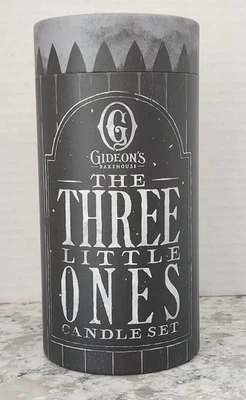 G
GIDEON'S
BAKEHOUSE
THE
THREE
LITTLE
ONES
CANDLE SET